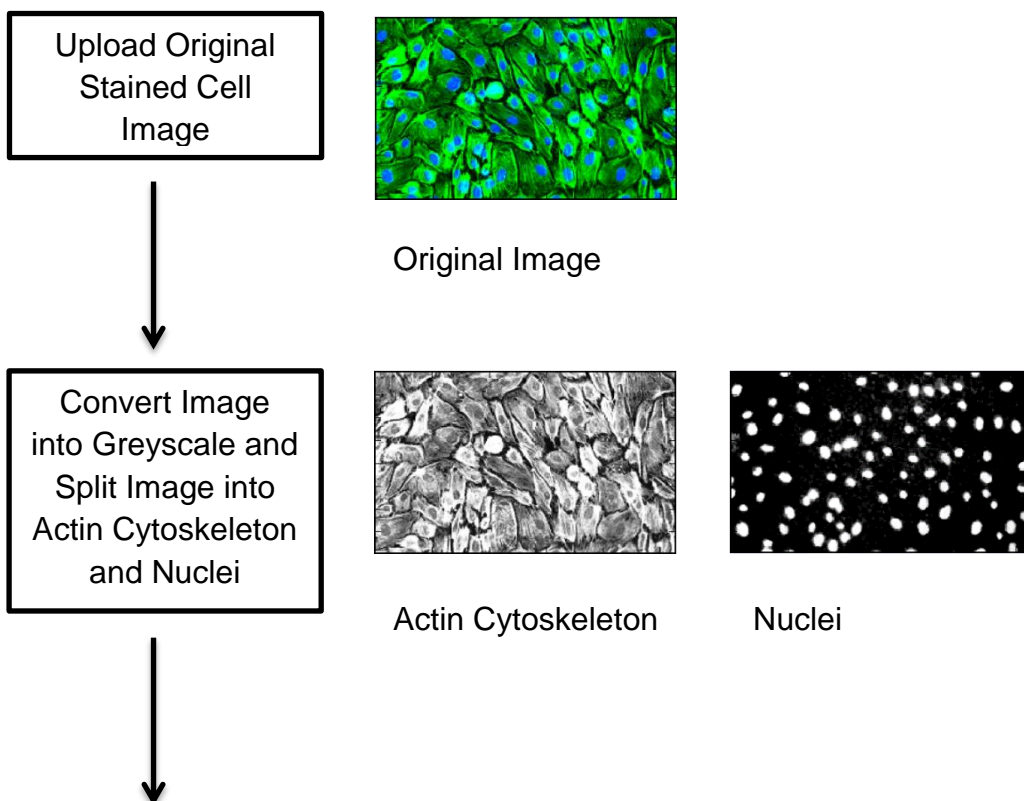 Upload Original
Stained Cell
Image
Original Image
Convert Image
into Greyscale and
Split Image into
Actin Cytoskeleton
and Nuclei
Actin Cytoskeleton
Nuclei